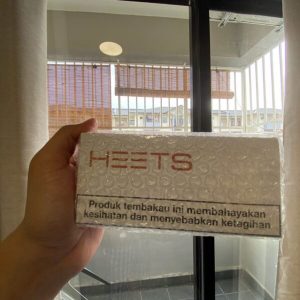 HEETS
Produk tembakau ini membahayakan
kesihatan dan menyebabkan ketagihan